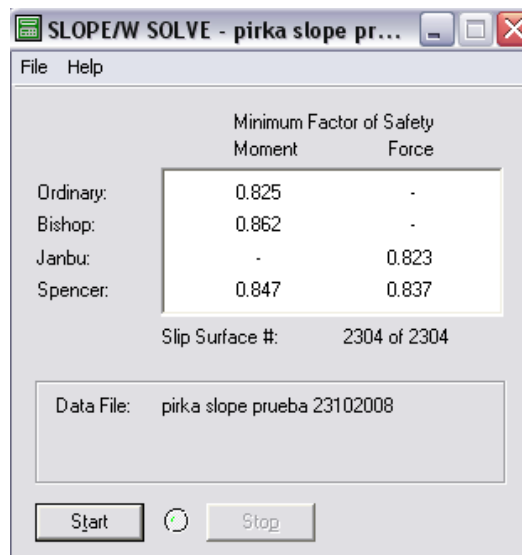 SLOPE/W SOLVE - pirka slope pr...
File Help
Minimum Factor of Safety
Moment Force
Ordinary: 0.825 -
Bishop: 0.862 -
Janbu: - 0.823
Spencer: 0.847 0.837
Slip Surface #: 2304 of 2304
Data File: pirka slope prueba 23102008
Start Stop